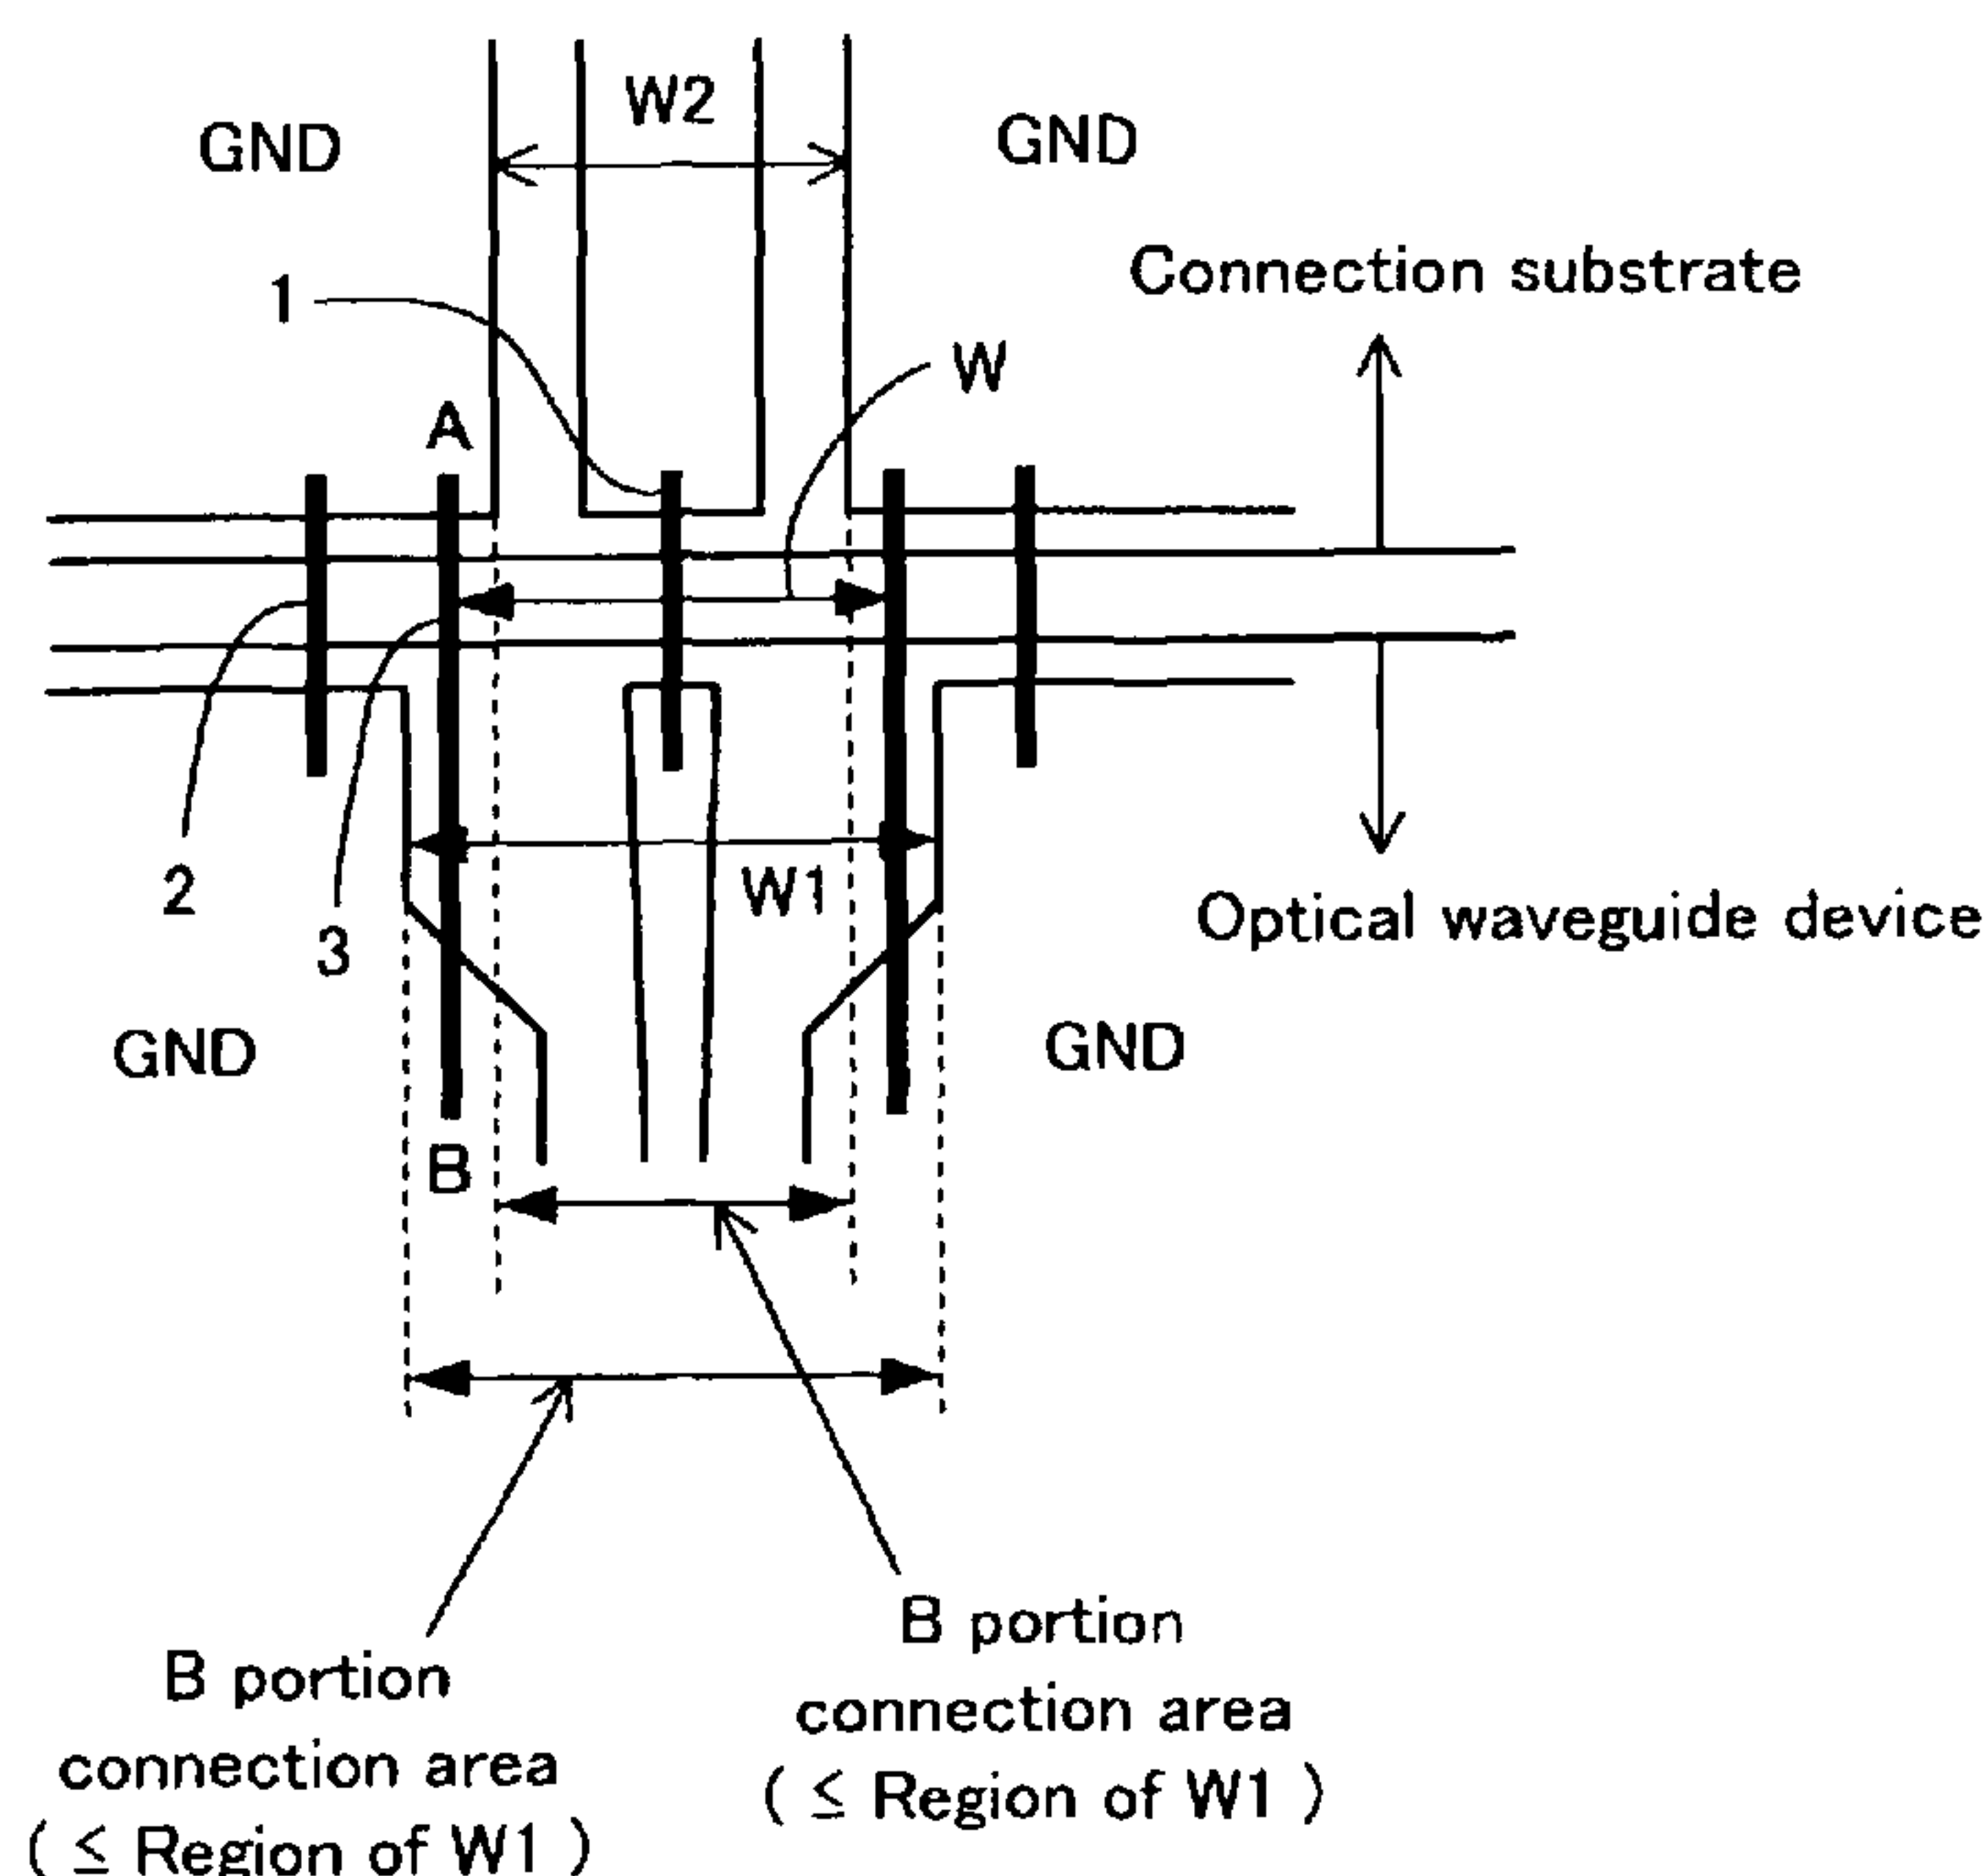 W2
GND
GND
Connection substrate
1
W
A
W1
2
Optical waveguide device
3
GND
GND
B
B portion
connection area
( ≤ Region of W1 )
B portion
connection area
( ≤ Region of W1 )